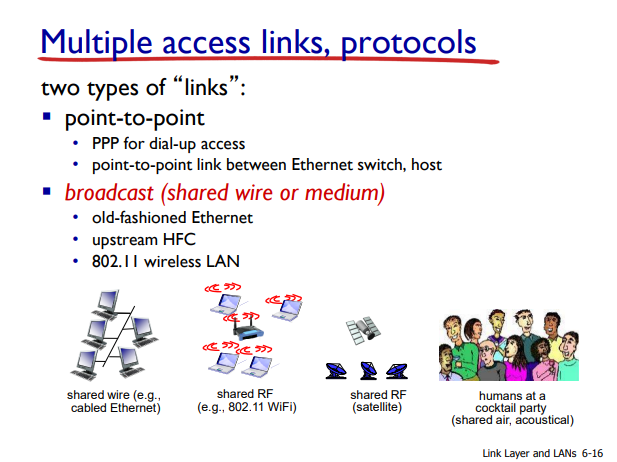 Multiple access links, protocols
two types of “links”:
▪ point-to-point
• PPP for dial-up access
• point-to-point link between Ethernet switch, host
▪ broadcast (shared wire or medium)
• old-fashioned Ethernet
• upstream HFC
• 802.11 wireless LAN
shared wire (e.g.,
cabled Ethernet)
shared RF
(e.g., 802.11 WiFi)
shared RF
(satellite)
humans at a
cocktail party
(shared air, acoustical)
Link Layer and LANs 6-16